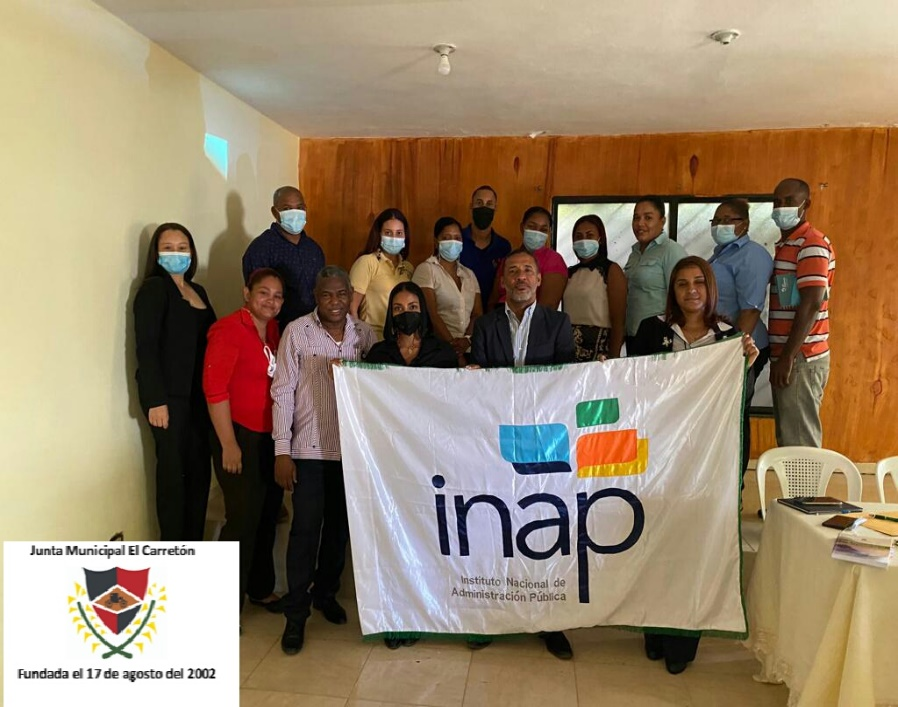 inap
Instituto Nacional de
Administración Pública
Junta Municipal El Carretón
Fundada el 17 de agosto del 2002